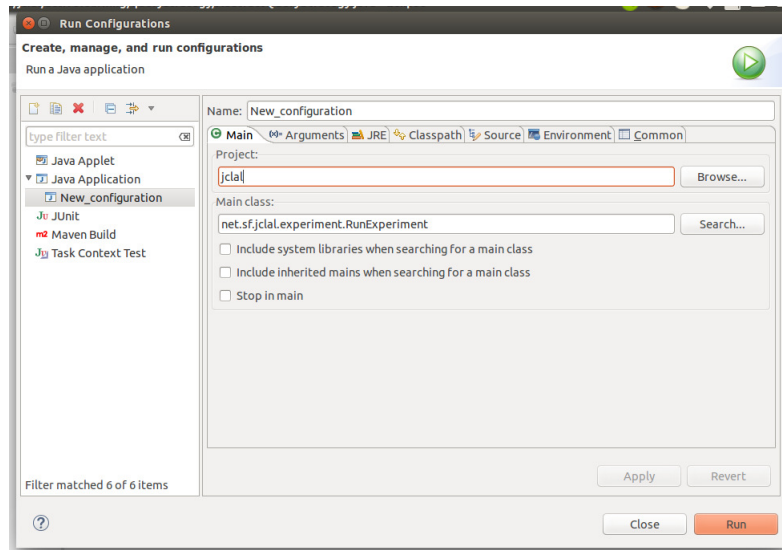 Run Configurations
Create, manage, and run configurations
Run a Java application
type filter text
Java Applet
Java Application
New_configuration
Ju JUnit
m2 Maven Build
Ju Task Context Test
Filter matched 6 of 6 items
Name: New_configuration
Main (x)= Arguments JRE Classpath Source Environment Common
Project:
jclal Browse...
Main class:
net.sf.jclal.experiment.RunExperiment Search...
Include system libraries when searching for a main class
Include inherited mains when searching for a main class
Stop in main
Apply Revert
? Close Run